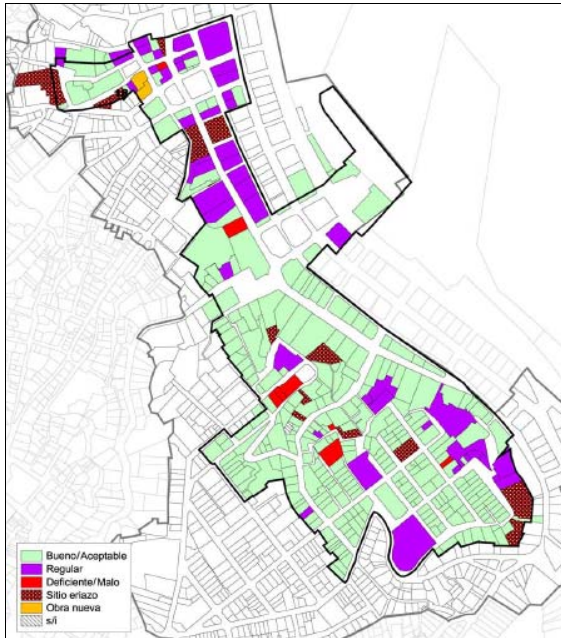 Bueno/Aceptable
Regular
Deficiente/Malo
Sitio eriazo
Obra nueva
s/i